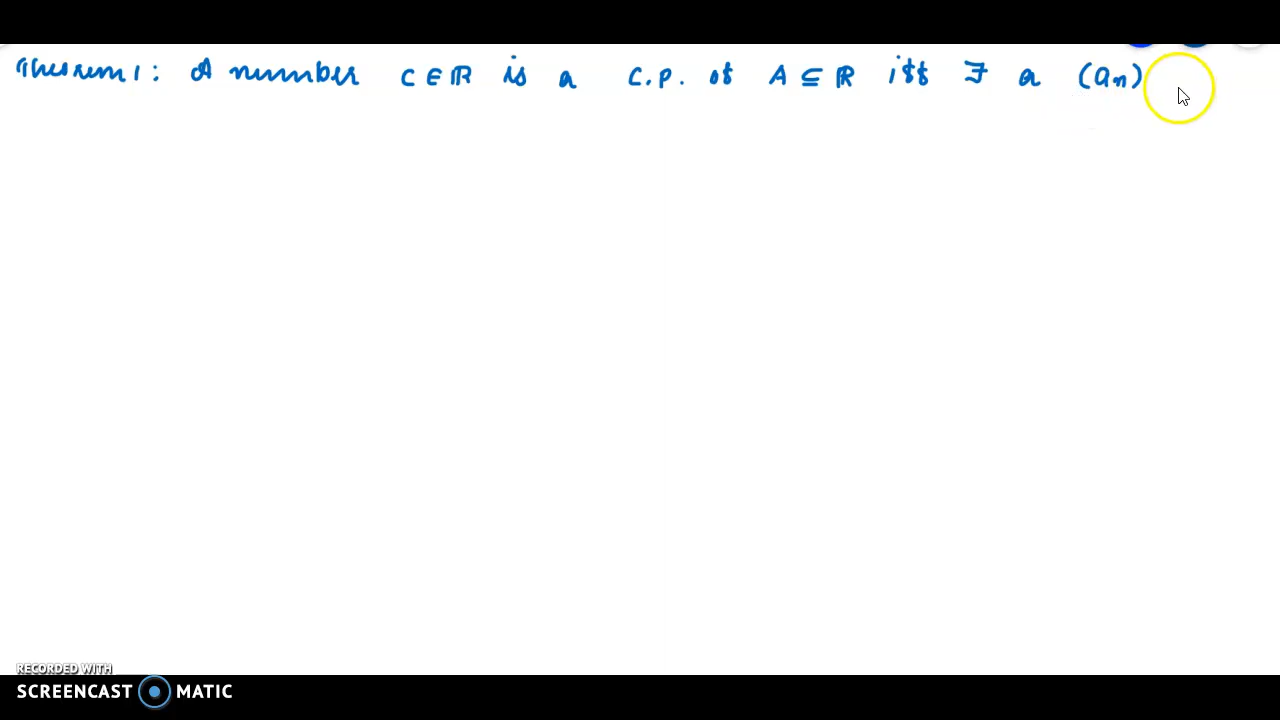 Theorem 1: A number c ∈ ℝ is a c.p. of A ⊆ ℝ iff ∃ a (an)
RECORDED WITH
SCREENCAST MATIC